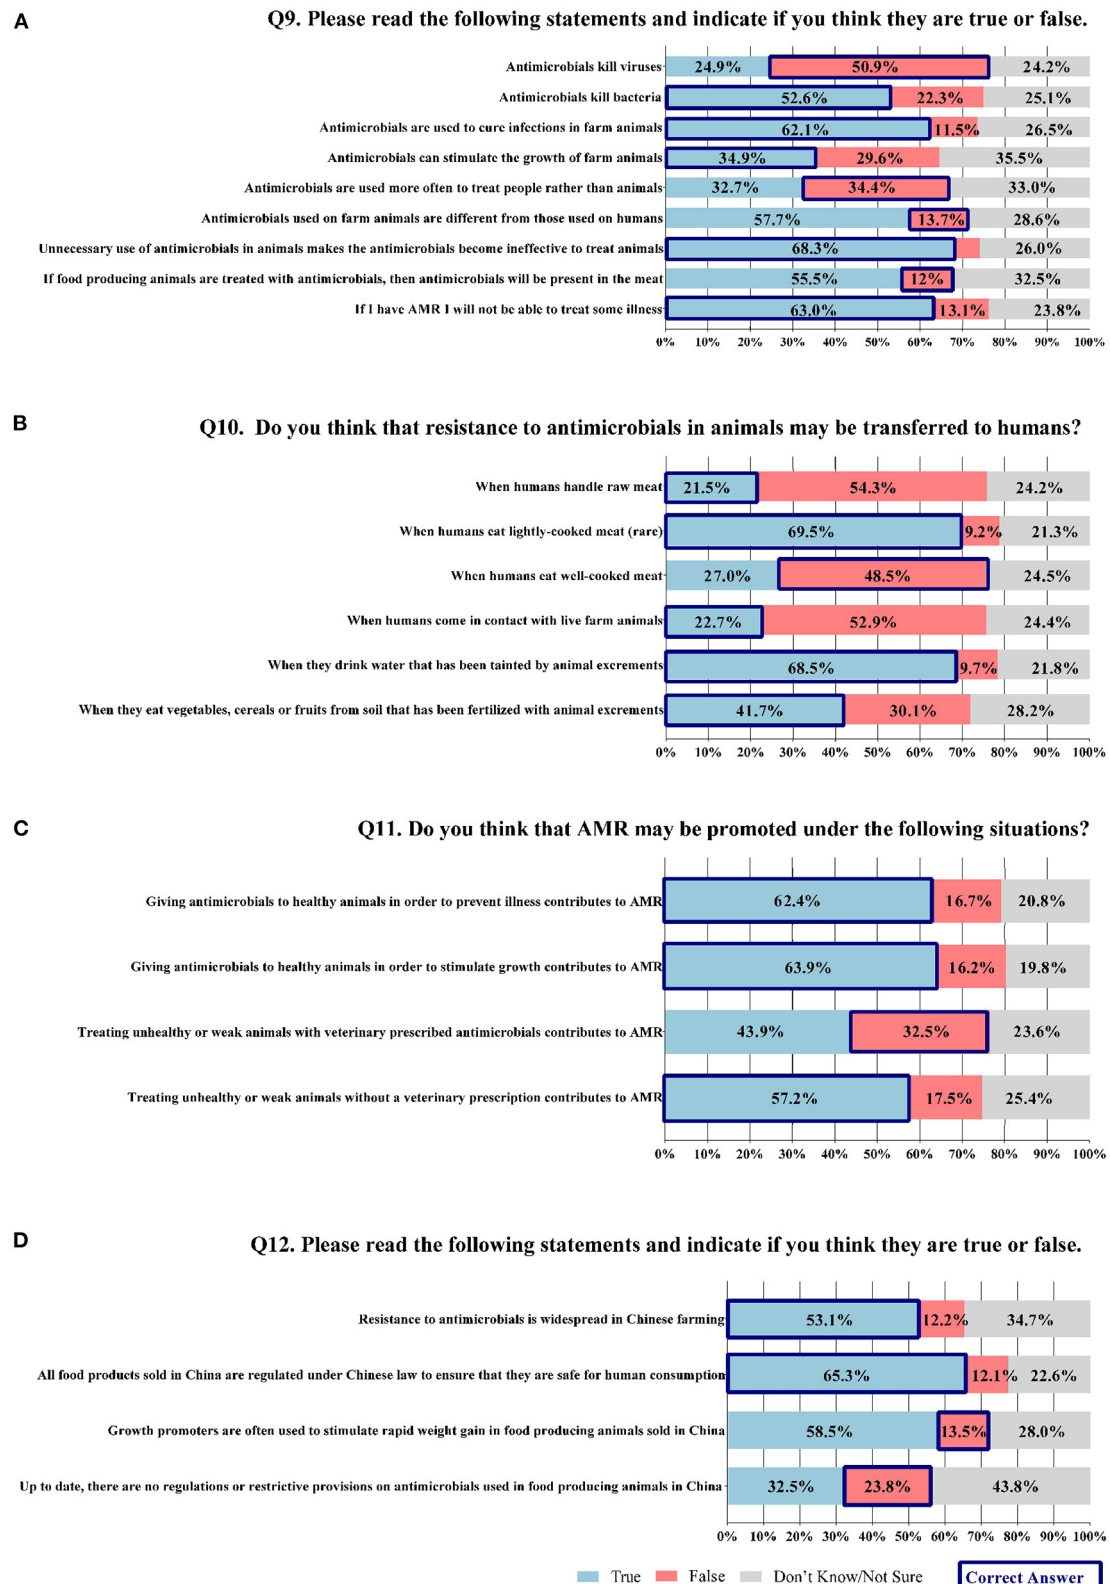 A
Q9. Please read the following statements and indicate if you think they are true or false.
Antimicrobials kill viruses 24.9% 50.9% 24.2%
Antimicrobials kill bacteria 52.6% 22.3% 25.1%
Antimicrobials are used to cure infections in farm animals 62.1% 11.5% 26.5%
Antimicrobials can stimulate the growth of farm animals 34.9% 29.6% 35.5%
Antimicrobials are used more often to treat people rather than animals 32.7% 34.4% 33.0%
Antimicrobials used on farm animals are different from those used on humans 57.7% 13.7% 28.6%
Unnecessary use of antimicrobials in animals makes the antimicrobials become ineffective to treat animals 68.3% 26.0%
If food producing animals are treated with antimicrobials, then antimicrobials will be present in the meat 55.5% 12% 32.5%
If I have AMR I will not be able to treat some illness 63.0% 13.1% 23.8%
0% 10% 20% 30% 40% 50% 60% 70% 80% 90% 100%
B
Q10. Do you think that resistance to antimicrobials in animals may be transferred to humans?
When humans handle raw meat 21.5% 54.3% 24.2%
When humans eat lightly-cooked meat (rare) 69.5% 9.2% 21.3%
When humans eat well-cooked meat 27.0% 48.5% 24.5%
When humans come in contact with live farm animals 22.7% 52.9% 24.4%
When they drink water that has been tainted by animal excrements 68.5% 9.7% 21.8%
When they eat vegetables, cereals or fruits from soil that has been fertilized with animal excrements 41.7% 30.1% 28.2%
0% 10% 20% 30% 40% 50% 60% 70% 80% 90% 100%
C
Q11. Do you think that AMR may be promoted under the following situations?
Giving antimicrobials to healthy animals in order to prevent illness contributes to AMR 62.4% 16.7% 20.8%
Giving antimicrobials to healthy animals in order to stimulate growth contributes to AMR 63.9% 16.2% 19.8%
Treating unhealthy or weak animals with veterinary prescribed antimicrobials contributes to AMR 43.9% 32.5% 23.6%
Treating unhealthy or weak animals without a veterinary prescription contributes to AMR 57.2% 17.5% 25.4%
0% 10% 20% 30% 40% 50% 60% 70% 80% 90% 100%
D
Q12. Please read the following statements and indicate if you think they are true or false.
Resistance to antimicrobials is widespread in Chinese farming 53.1% 12.2% 34.7%
All food products sold in China are regulated under Chinese law to ensure that they are safe for human consumption 65.3% 12.1% 22.6%
Growth promoters are often used to stimulate rapid weight gain in food producing animals sold in China 58.5% 13.5% 28.0%
Up to date, there are no regulations or restrictive provisions on antimicrobials used in food producing animals in China 32.5% 23.8% 43.8%
0% 10% 20% 30% 40% 50% 60% 70% 80% 90% 100%
True False Don't Know/Not Sure Correct Answer